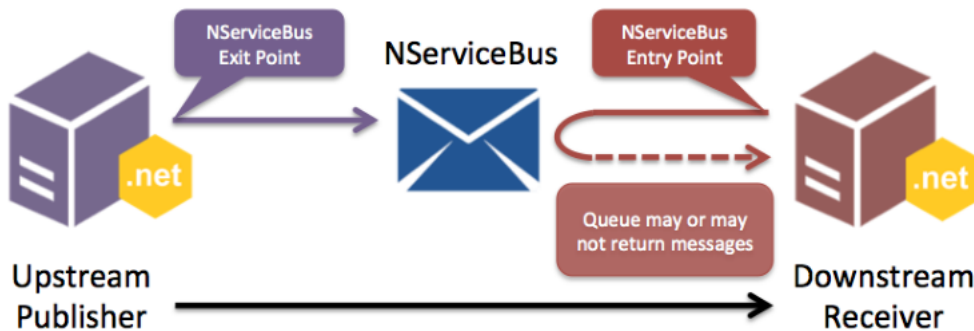 NServiceBus
Exit Point
NServiceBus
NServiceBus
Entry Point
.net
.net
Queue may or may
not return messages
Upstream
Publisher
Downstream
Receiver